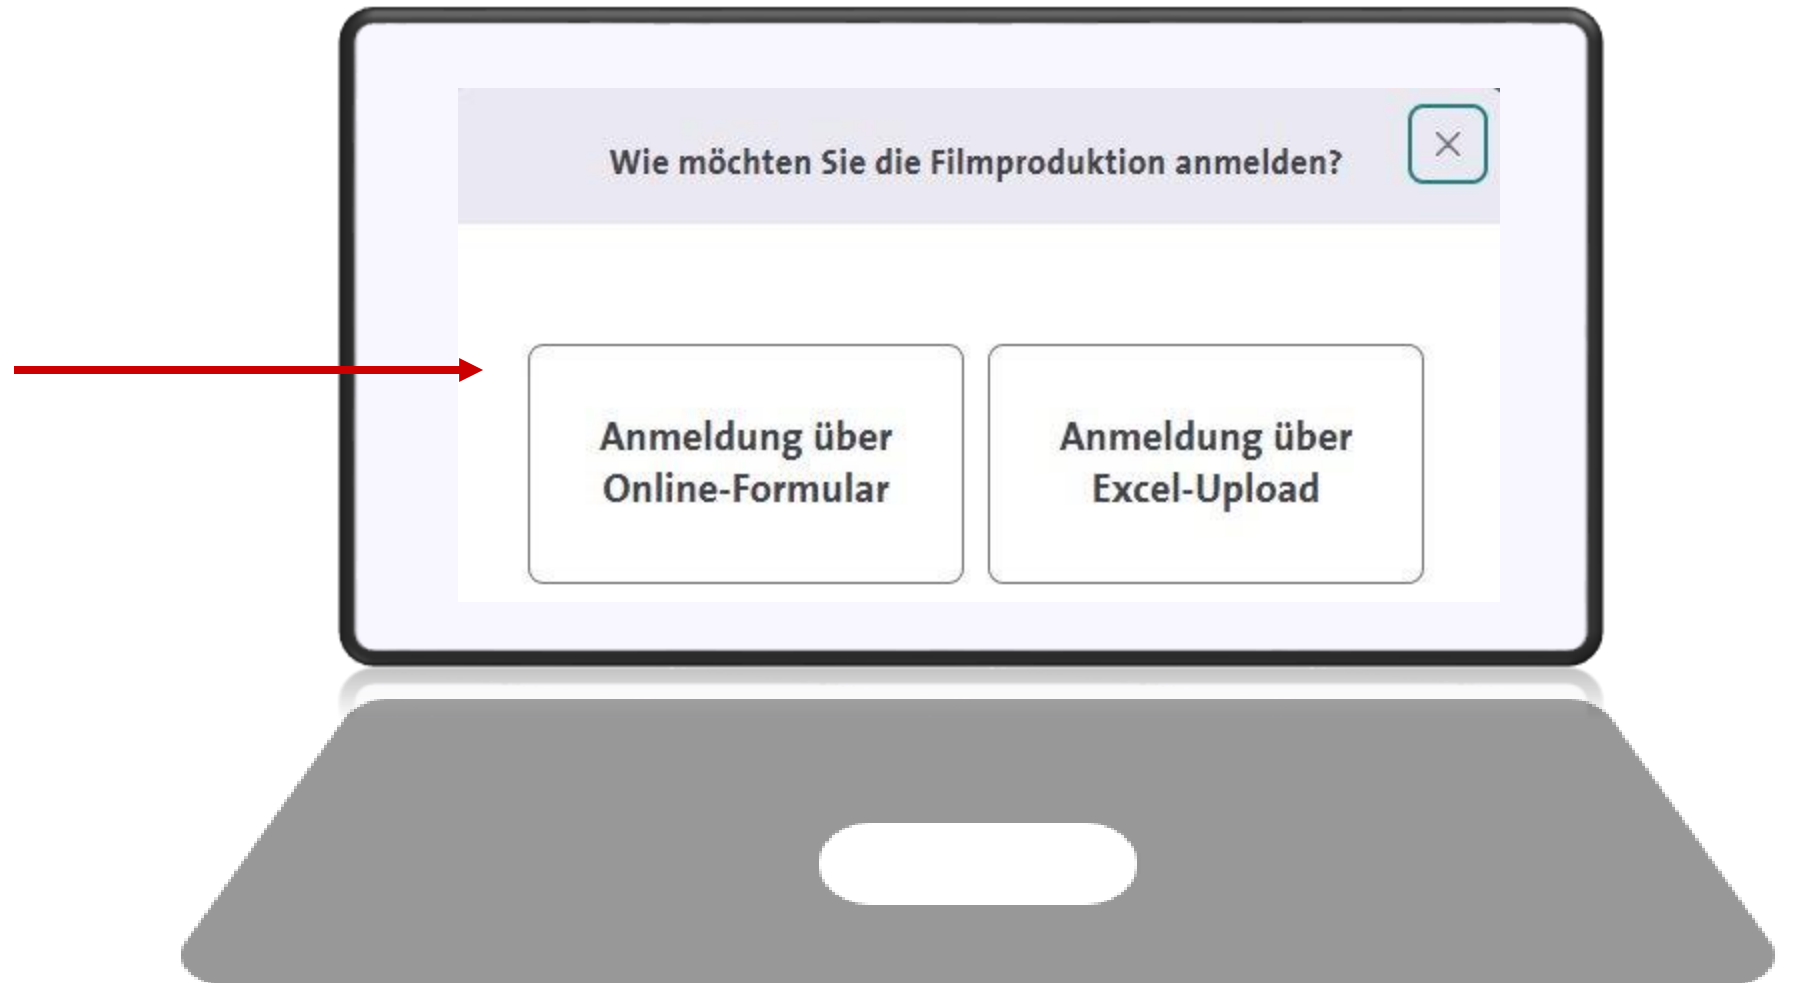 Wie möchten Sie die Filmproduktion anmelden?
Anmeldung über
Online-Formular
Anmeldung über
Excel-Upload